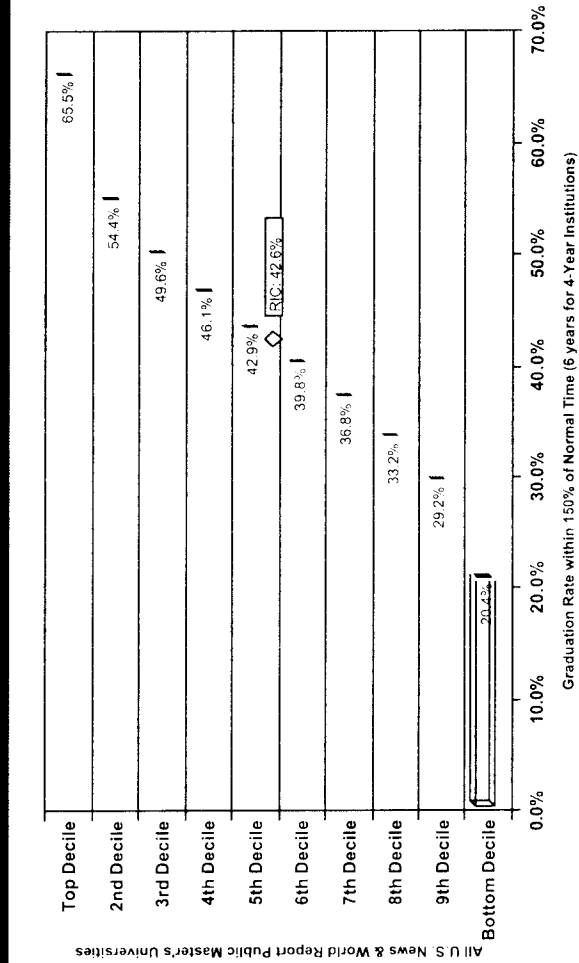 All U.S. News & World Report Public Master's Universities
Top Decile
65.5%
2nd Decile
54.4%
3rd Decile
49.6%
4th Decile
46.1%
5th Decile
42.9%
RIC: 42.6%
6th Decile
39.8%
7th Decile
36.8%
8th Decile
33.2%
9th Decile
29.2%
Bottom Decile
20.4%
0.0% 10.0% 20.0% 30.0% 40.0% 50.0% 60.0% 70.0%
Graduation Rate within 150% of Normal Time (6 years for 4-Year Institutions)